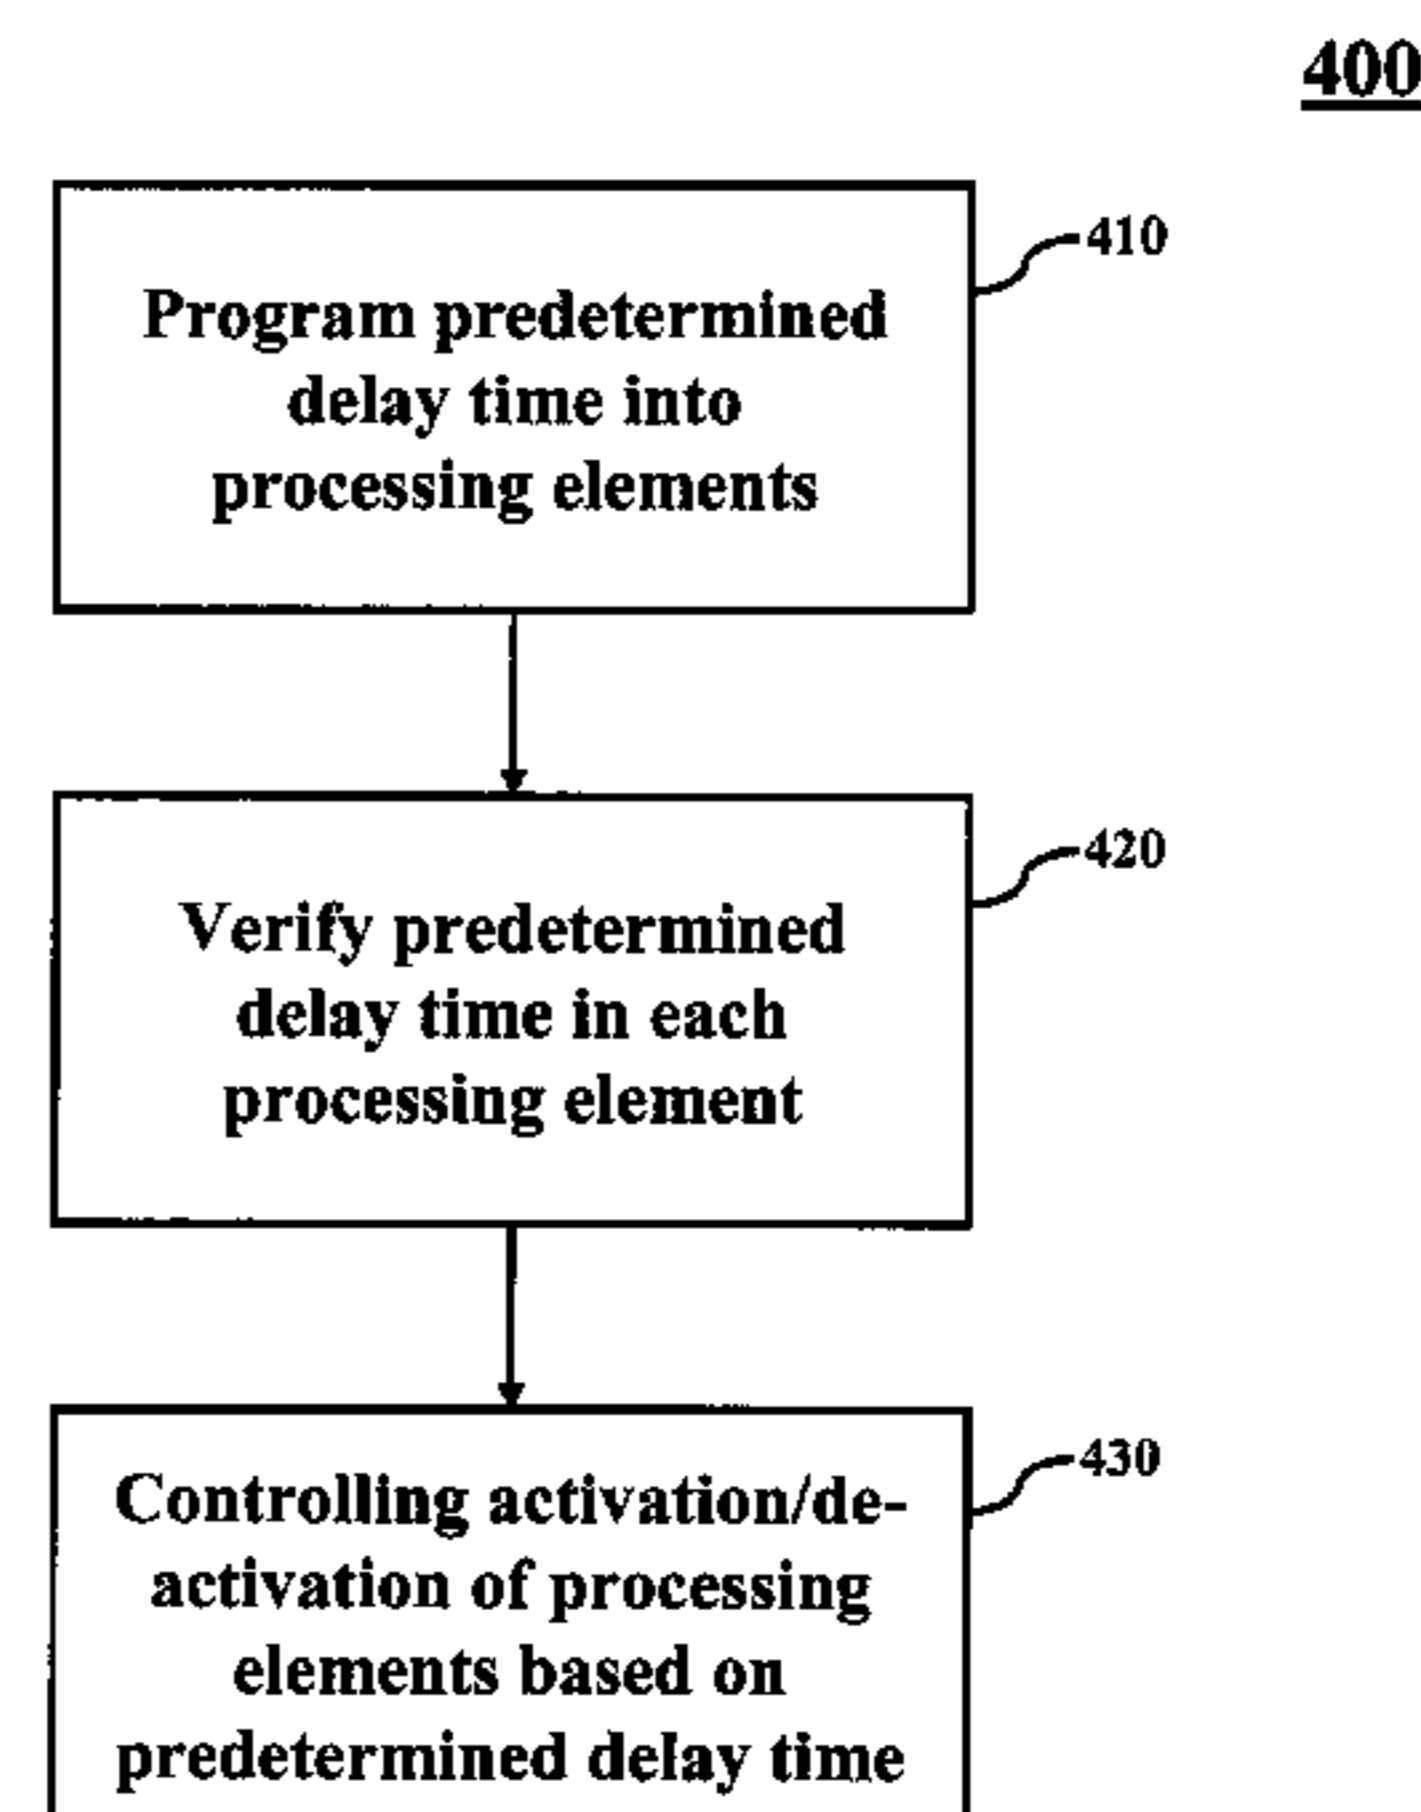 400
410
Program predetermined
delay time into
processing elements
420
Verify predetermined
delay time in each
processing element
430
Controlling activation/de-
activation of processing
elements based on
predetermined delay time